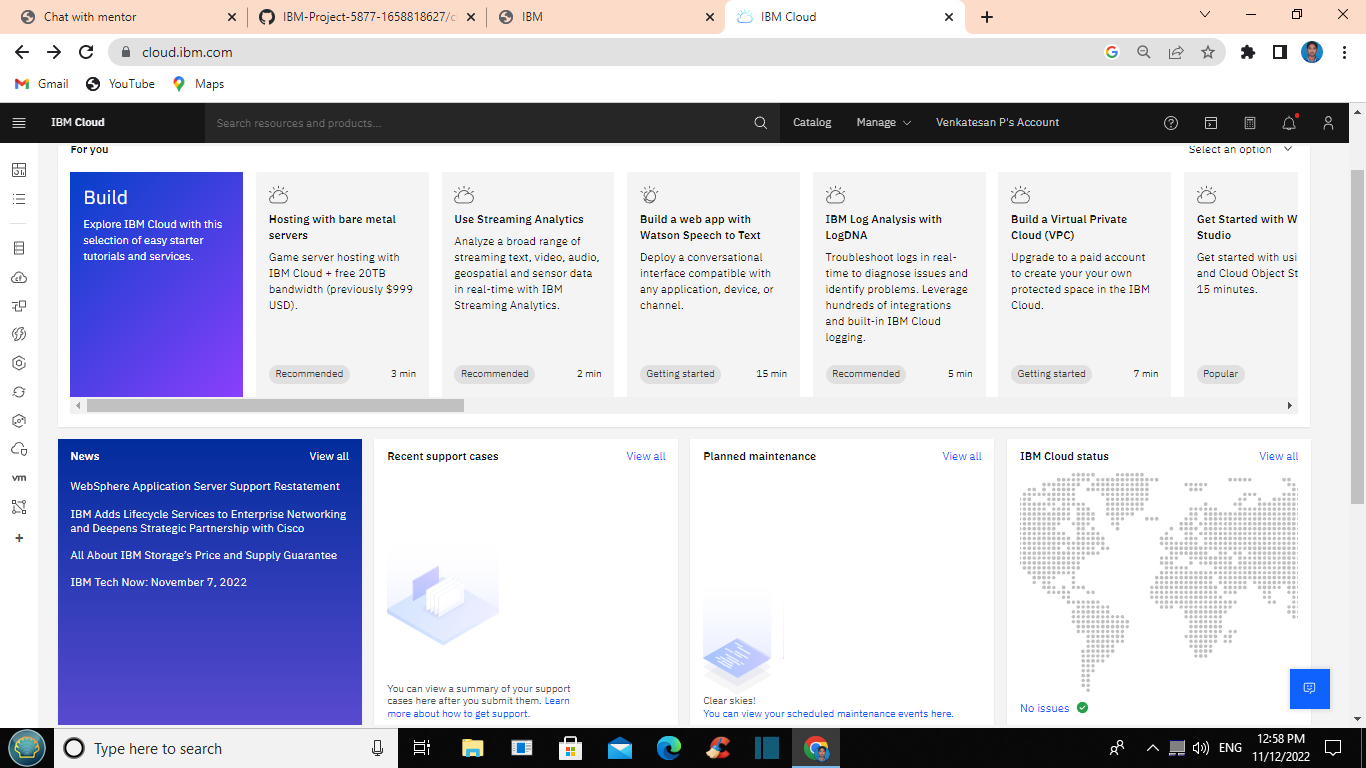 Chat with mentor
IBM-Project-5877-1658818627/c
IBM
IBM Cloud
cloud.ibm.com
Gmail
YouTube
Maps
IBM Cloud
Search resources and products...
Catalog
Manage
Venkatesan P's Account
For you
Select an option
Build
Explore IBM Cloud with this
selection of easy starter
tutorials and services.
Hosting with bare metal
servers
Game server hosting with
IBM Cloud + free 20TB
bandwidth (previously $999
USD).
Recommended
3 min
Use Streaming Analytics
Analyze a broad range of
streaming text, video, audio,
geospatial and sensor data
in real-time with IBM
Streaming Analytics.
Recommended
2 min
Build a web app with
Watson Speech to Text
Deploy a conversational
interface compatible with
any application, device, or
channel.
Getting started
15 min
IBM Log Analysis with
LogDNA
Troubleshoot logs in real-
time to diagnose issues and
identify problems. Leverage
hundreds of integrations
and built-in IBM Cloud
logging.
Recommended
5 min
Build a Virtual Private
Cloud (VPC)
Upgrade to a paid account
to create your your own
protected space in the IBM
Cloud.
Getting started
7 min
Get Started with W
Studio
Get started with usi
and Cloud Object St
15 minutes.
Popular
vm
News
View all
WebSphere Application Server Support Restatement
IBM Adds Lifecycle Services to Enterprise Networking
and Deepens Strategic Partnership with Cisco
All About IBM Storage's Price and Supply Guarantee
IBM Tech Now: November 7, 2022
Recent support cases
View all
You can view a summary of your support
cases here after you submit them. Learn
more about how to get support.
Planned maintenance
View all
Clear skies!
You can view your scheduled maintenance events here.
IBM Cloud status
View all
No issues
Type here to search
ENG
12:58 PM
11/12/2022